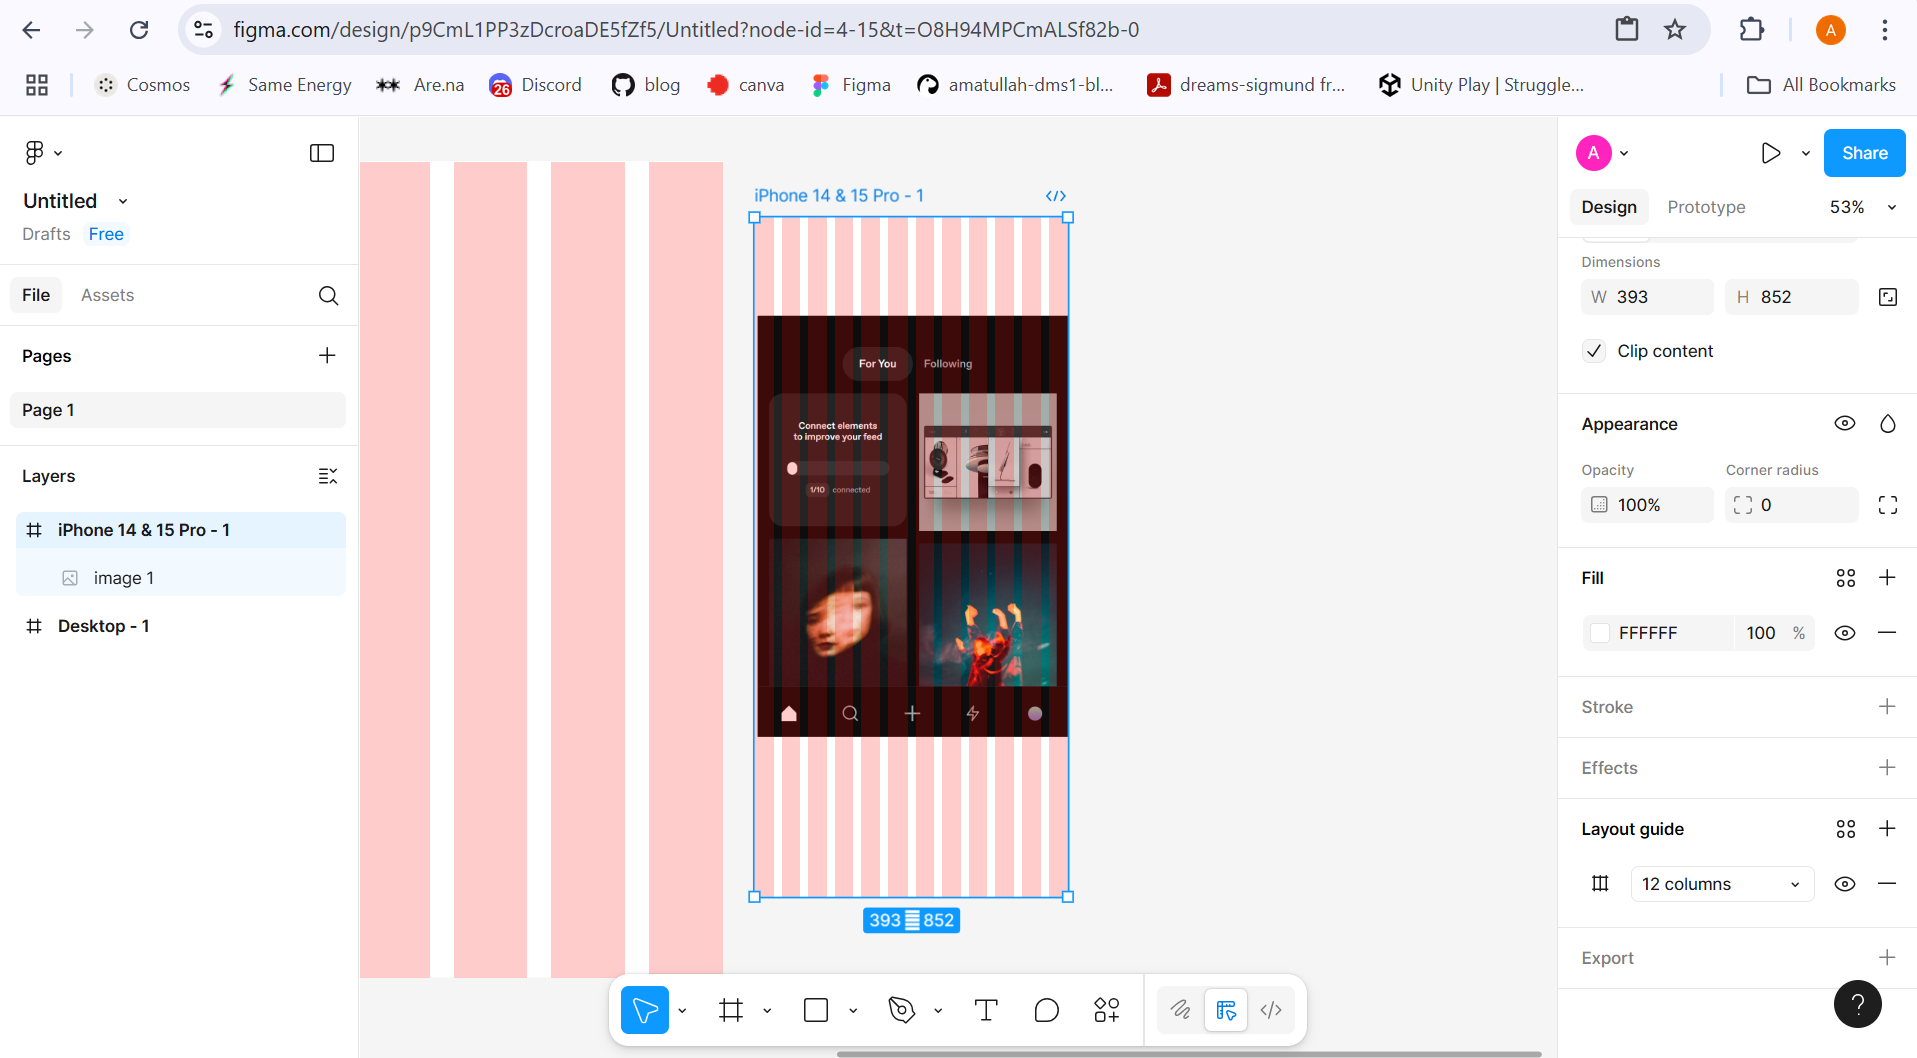 figma.com/design/p9CmL1PP3zDcroaDE5fZf5/Untitled?node-id=4-15&t=O8H94MPCmALSf82b-0
A
Cosmos
Same Energy
Are.na
26
Discord
blog
canva
Figma
amatullah-dms1-bl...
dreams-sigmund fr...
Unity Play | Struggle...
All Bookmarks
Untitled
Drafts Free
File Assets
Pages
Page 1
Layers
iPhone 14 & 15 Pro - 1
image 1
Desktop - 1
iPhone 14 & 15 Pro - 1
For You Following
Connect elements
to improve your feed
1/10 connected
393 852
A
Share
Design Prototype 53%
Dimensions
W 393 H 852
Clip content
Appearance
Opacity Corner radius
100% 0
Fill
FFFFFF 100 %
Stroke
Effects
Layout guide
12 columns
Export
?